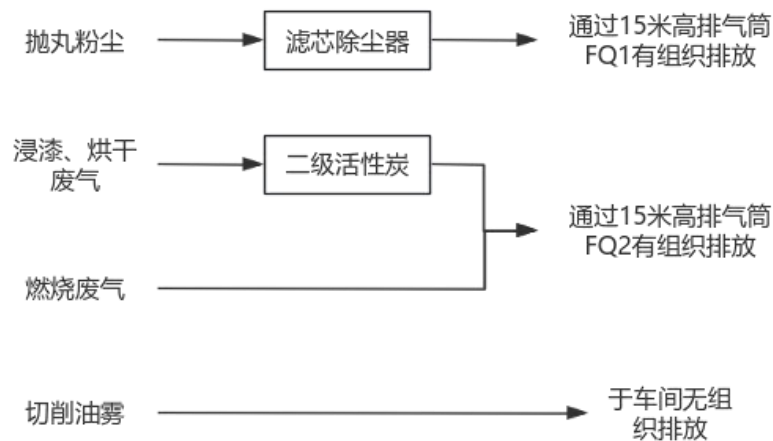 抛丸粉尘
滤芯除尘器
通过15米高排气筒
FQ1有组织排放
浸漆、烘干
废气
二级活性炭
通过15米高排气筒
FQ2有组织排放
燃烧废气
切削油雾
于车间无组
织排放